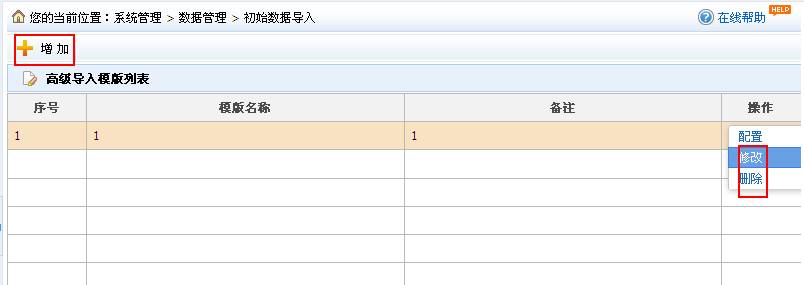 您的当前位置：系统管理 > 数据管理 > 初始数据导入 在线帮助 HELP
增 加
高级导入模版列表
序号 模版名称 备注 操作
1 1 1
配置
修改
删除